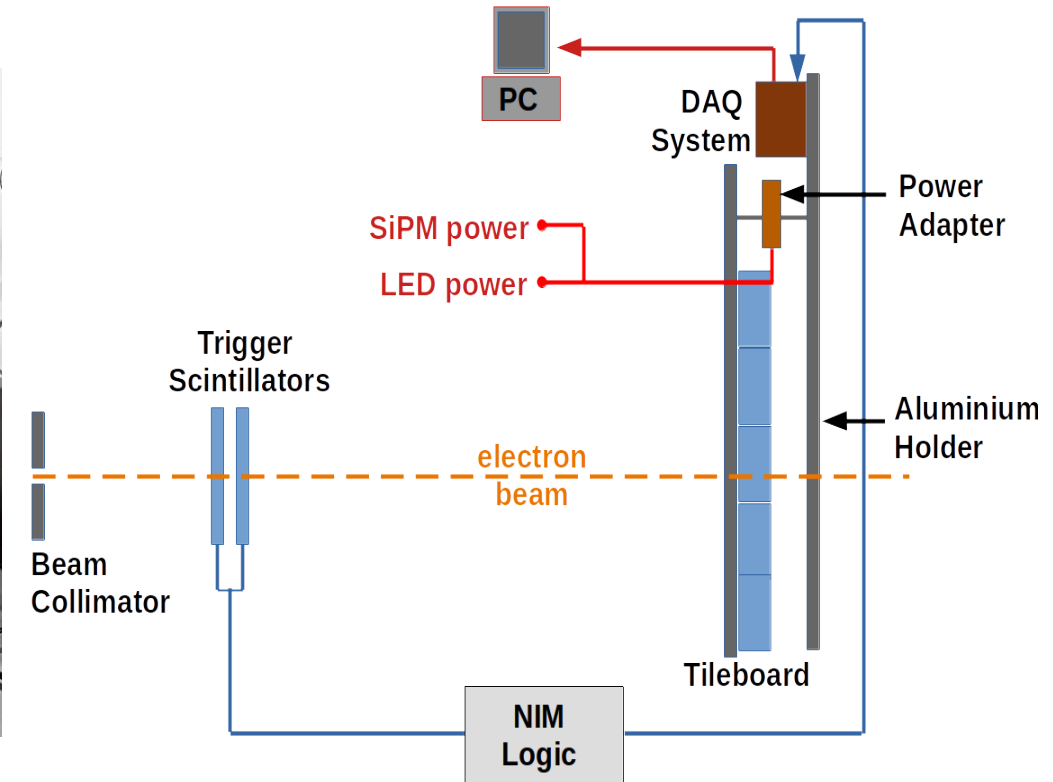 PC
DAQ
System
Power
Adapter
SiPM power
LED power
Trigger
Scintillators
Aluminium
Holder
electron
beam
Beam
Collimator
Tileboard
NIM
Logic